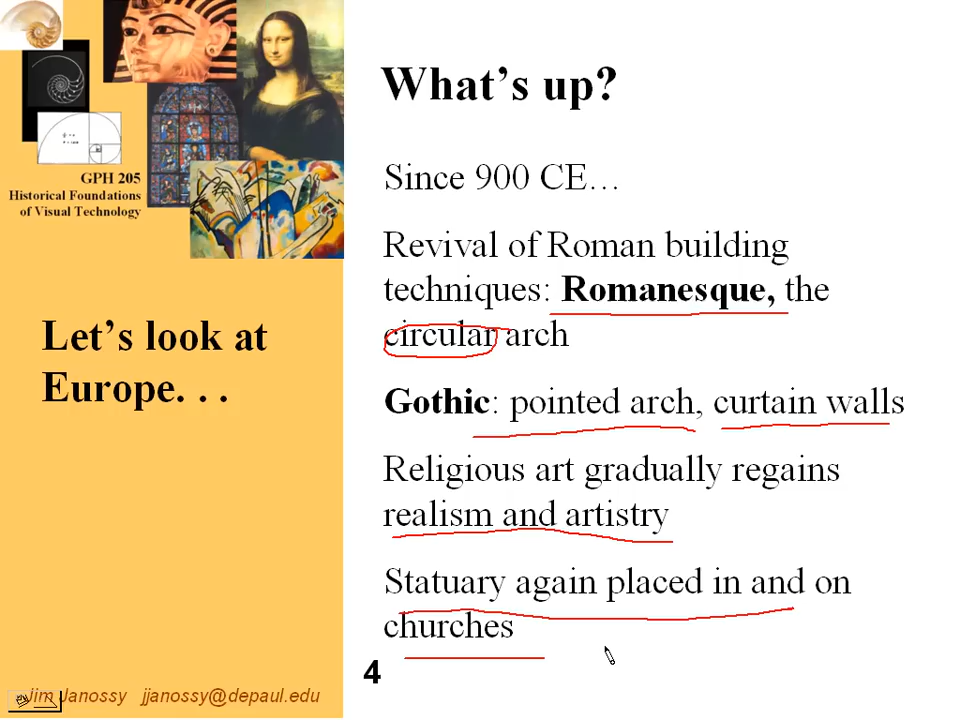 GPH 205
Historical Foundations
of Visual Technology
Let's look at
Europe. . .
What's up?
Since 900 CE…
Revival of Roman building
techniques: Romanesque, the
circular arch
Gothic: pointed arch, curtain walls
Religious art gradually regains
realism and artistry
Statuary again placed in and on
churches
4
Jim Janossy jjanossy@depaul.edu